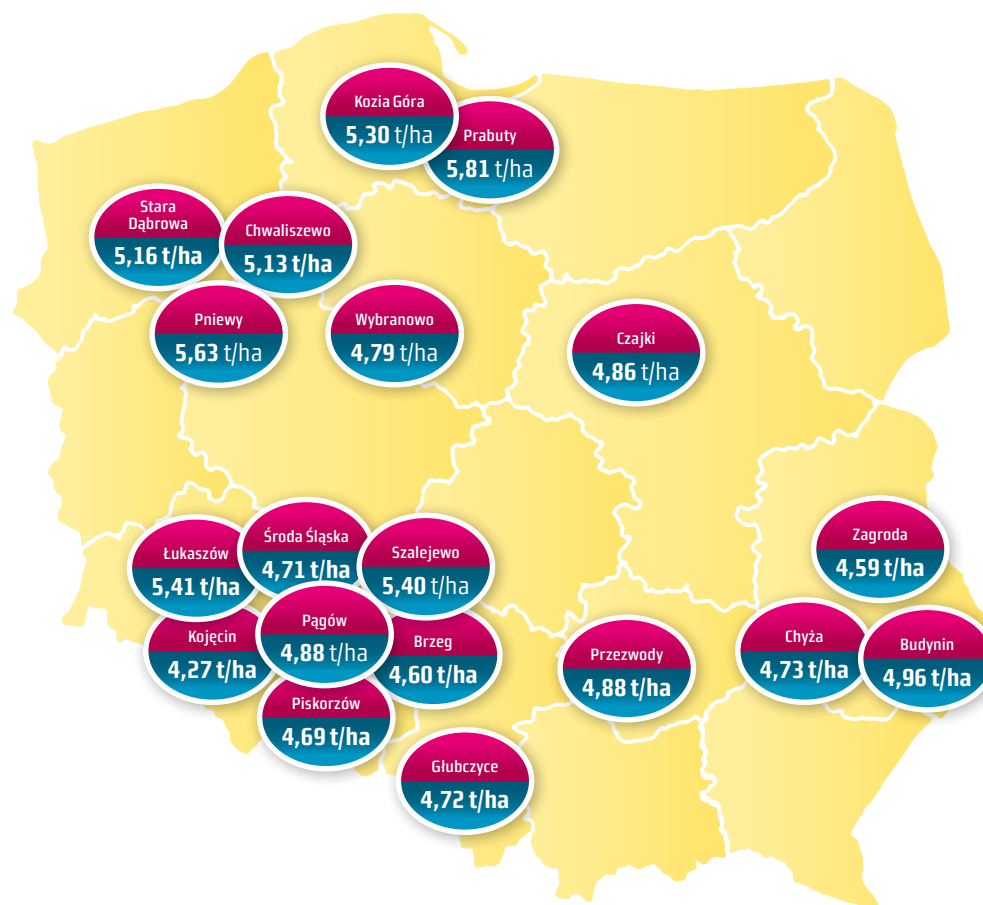 Kozia Góra
5,30 t/ha
Prabuty
5,81 t/ha
Stara
Dąbrowa
5,16 t/ha
Chwaliszewo
5,13 t/ha
Pniewy
5,63 t/ha
Wybranowo
4,79 t/ha
Czajki
4,86 t/ha
Łukaszów
5,41 t/ha
Środa Śląska
4,71 t/ha
Szalejewo
5,40 t/ha
Zagroda
4,59 t/ha
Kojęcin
4,27 t/ha
Pągów
4,88 t/ha
Brzeg
4,60 t/ha
Przezwody
4,88 t/ha
Chyża
4,73 t/ha
Budynin
4,96 t/ha
Piskorzów
4,69 t/ha
Głubczyce
4,72 t/ha